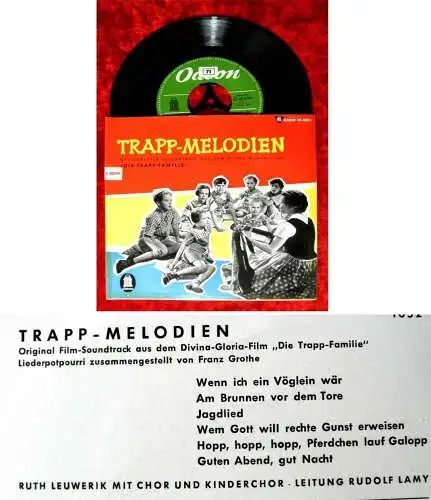 Odeon
TRAPP-MELODIEN
»DIE TRAPP-FAMILIE«
TRAPP-MELODIEN
Original Film-Soundtrack aus dem Divina-Gloria-Film „Die Trapp-Familie“
Liederpotpourri zusammengestellt von Franz Grothe
Wenn ich ein Vöglein wär
Am Brunnen vor dem Tore
Jagdlied
Wem Gott will rechte Gunst erweisen
Hopp, hopp, hopp, Pferdchen lauf Galopp
Guten Abend, gut Nacht
RUTH LEUWERIK MIT CHOR UND KINDERCHOR - LEITUNG RUDOLF LAMY